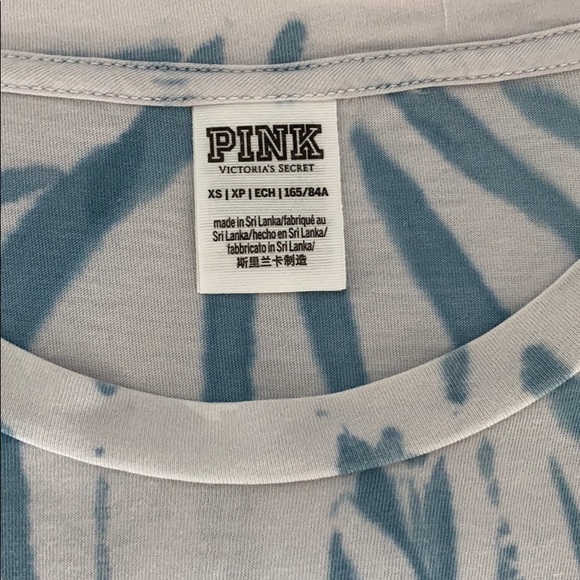 PINK
VICTORIA'S SECRET
XS | XP | ECH | 165/84A
made in Sri Lanka/fabriqué au
Sri Lanka/hecho en Sri Lanka/
fabbricato in Sri Lanka/
斯里兰卡制造